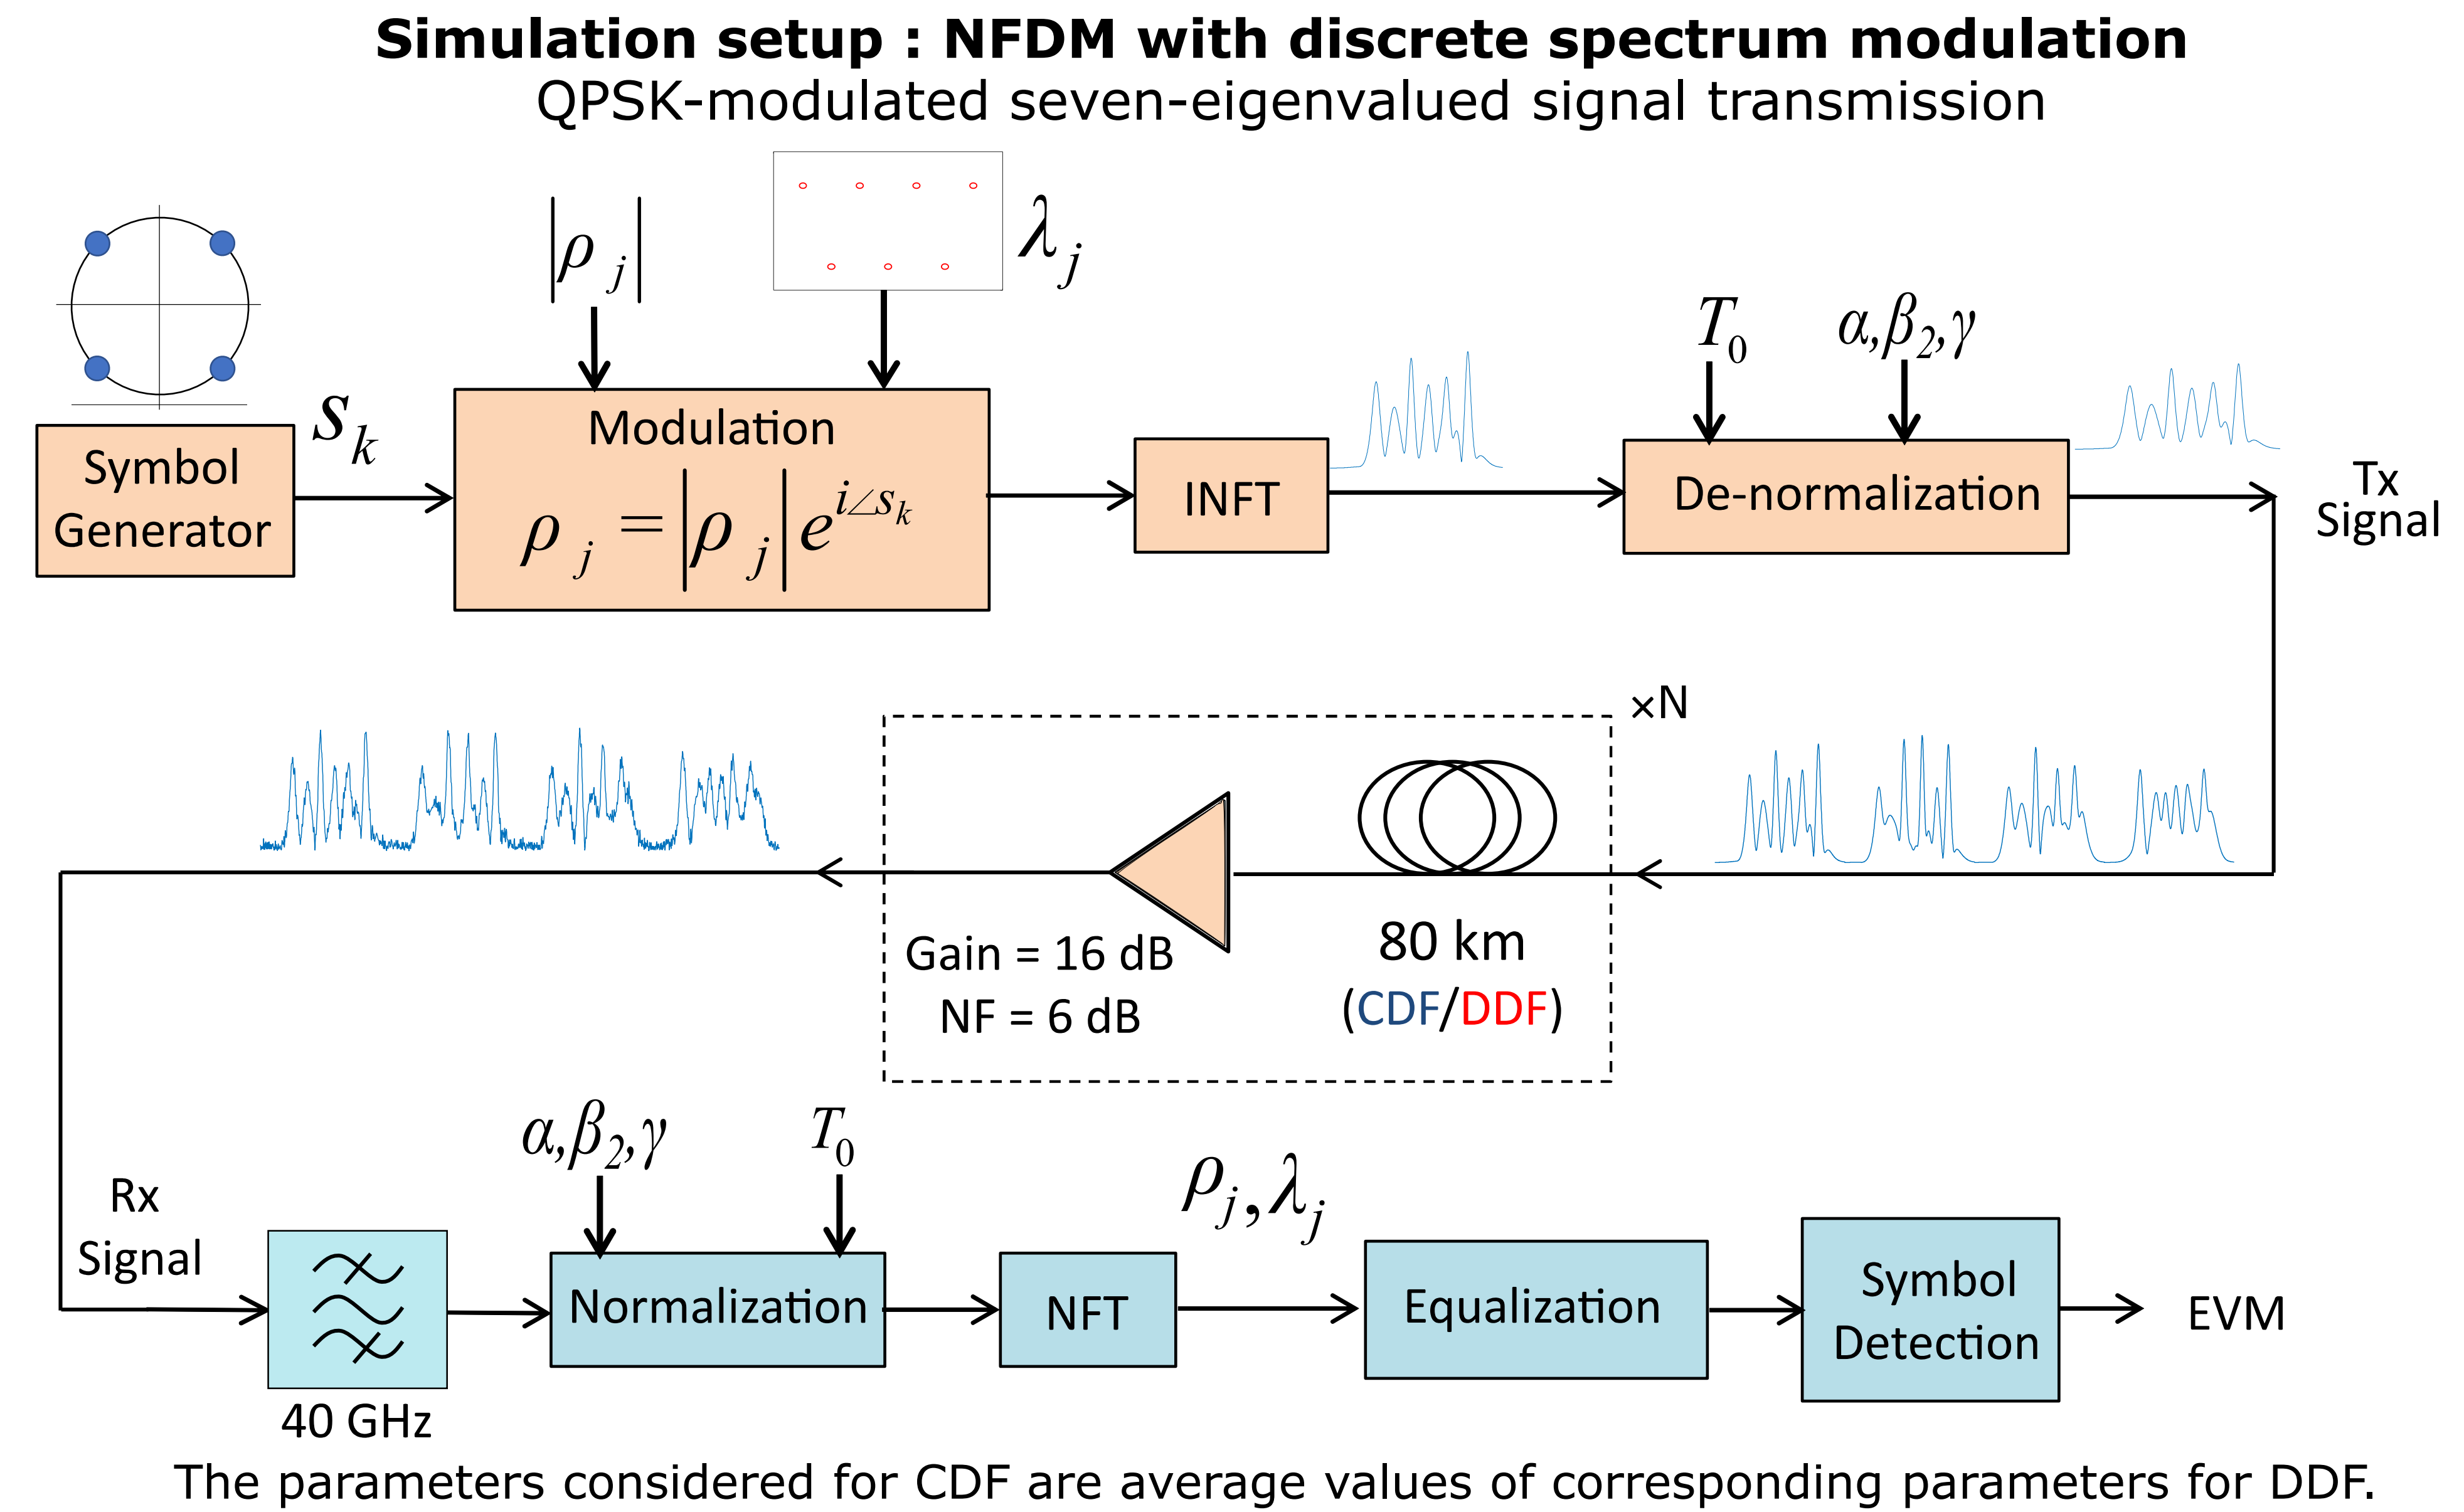 Simulation setup : NFDM with discrete spectrum modulation
QPSK-modulated seven-eigenvalued signal transmission
|ρ_j|
λ_j
T_0
α,β_2,γ
s_k
Symbol
Generator
Modulation
ρ_j = |ρ_j| e^{i∠s_k}
INFT
De-normalization
Tx
Signal
×N
Gain = 16 dB
NF = 6 dB
80 km
(CDF/DDF)
α,β_2,γ
T_0
ρ_j,λ_j
Rx
Signal
40 GHz
Normalization
NFT
Equalization
Symbol
Detection
EVM
The parameters considered for CDF are average values of corresponding parameters for DDF.